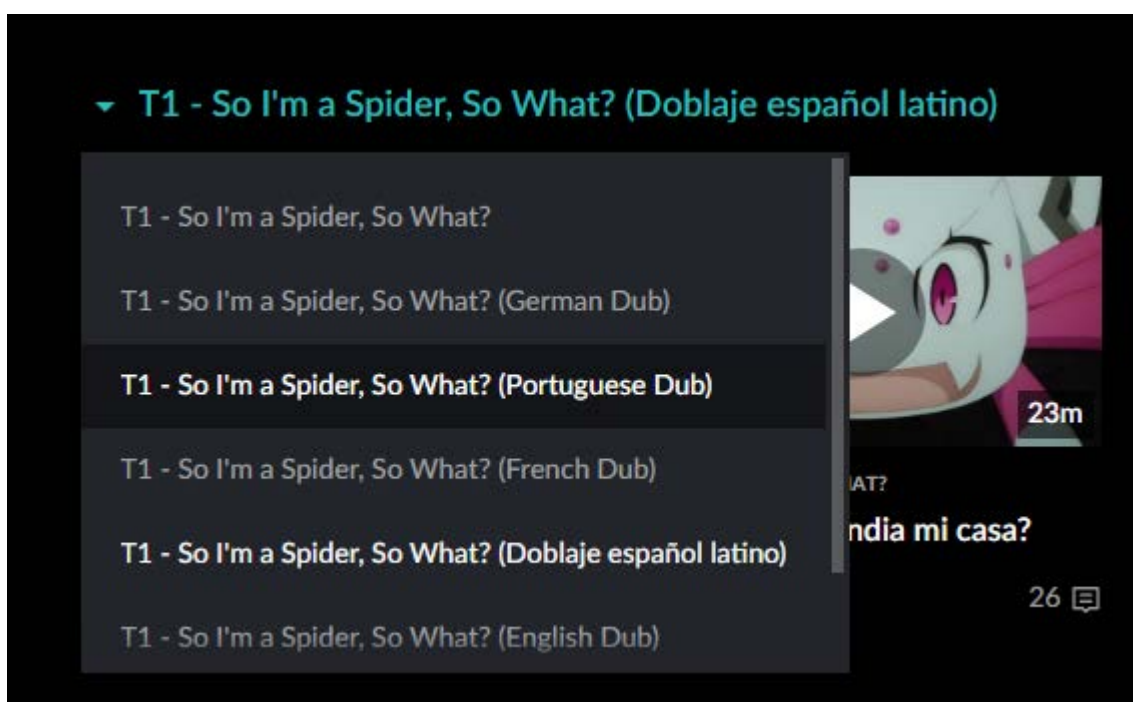 T1 - So I'm a Spider, So What? (Doblaje español latino)
T1 - So I'm a Spider, So What?
T1 - So I'm a Spider, So What? (German Dub)
T1 - So I'm a Spider, So What? (Portuguese Dub)
T1 - So I'm a Spider, So What? (French Dub)
T1 - So I'm a Spider, So What? (Doblaje español latino)
T1 - So I'm a Spider, So What? (English Dub)
23m
AT?
ndia mi casa?
26